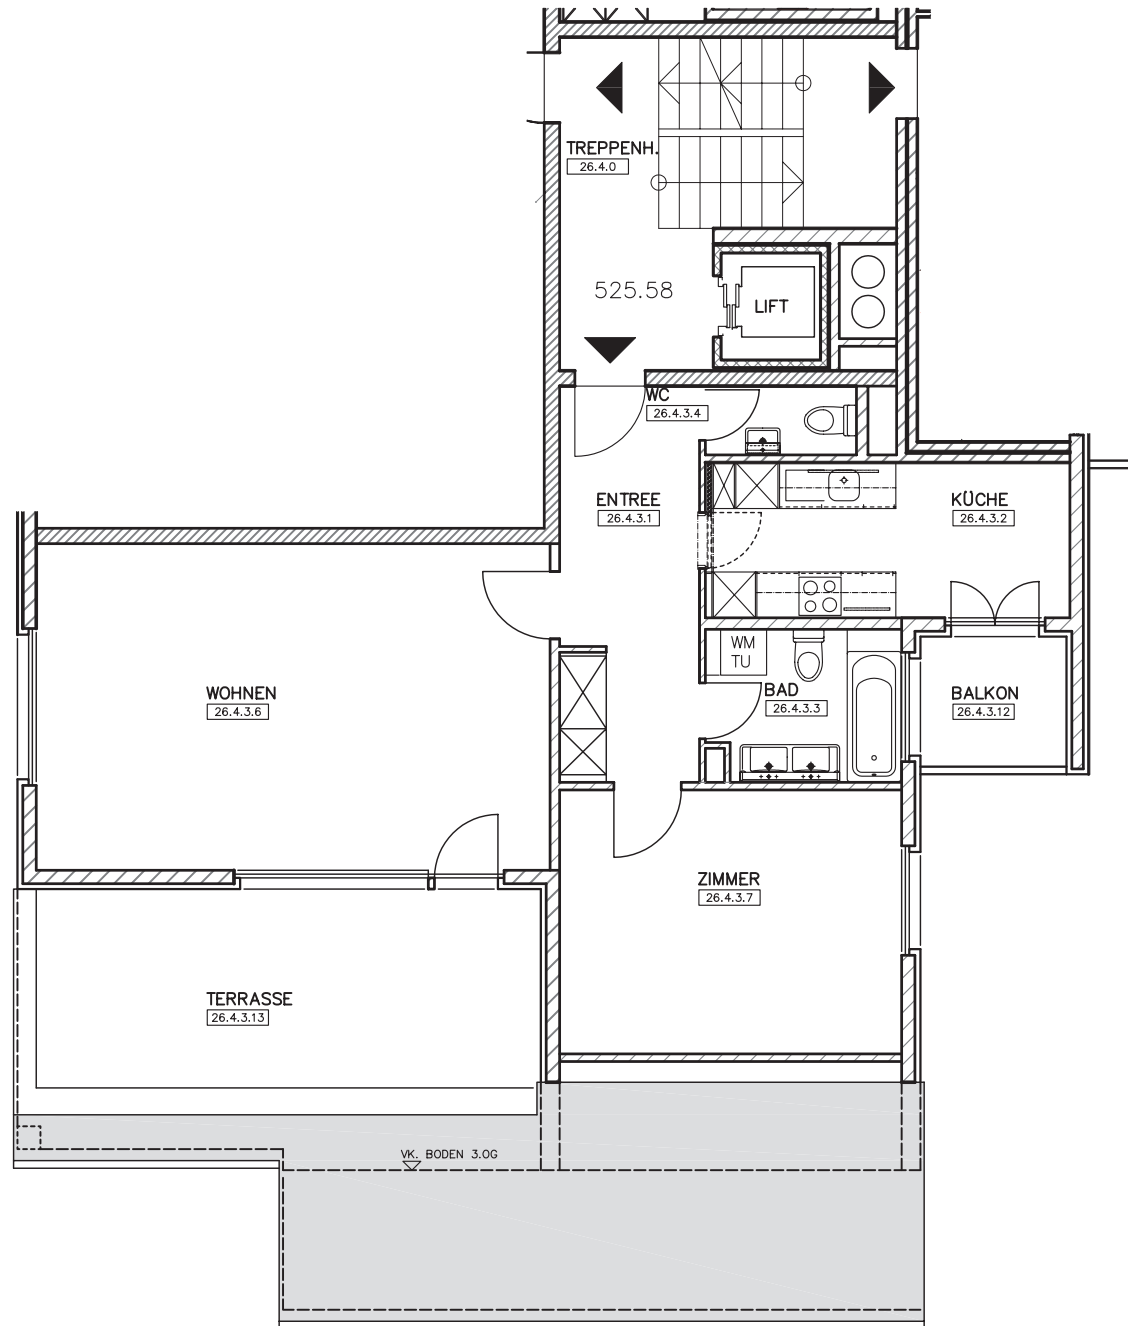 TREPPENH.
26.4.0
525.58
LIFT
WC
26.4.3.4
ENTREE
26.4.3.1
KÜCHE
26.4.3.2
WOHNEN
26.4.3.6
WM
TU
BAD
26.4.3.3
BALKON
26.4.3.12
ZIMMER
26.4.3.7
TERRASSE
26.4.3.13
VK. BODEN 3.OG